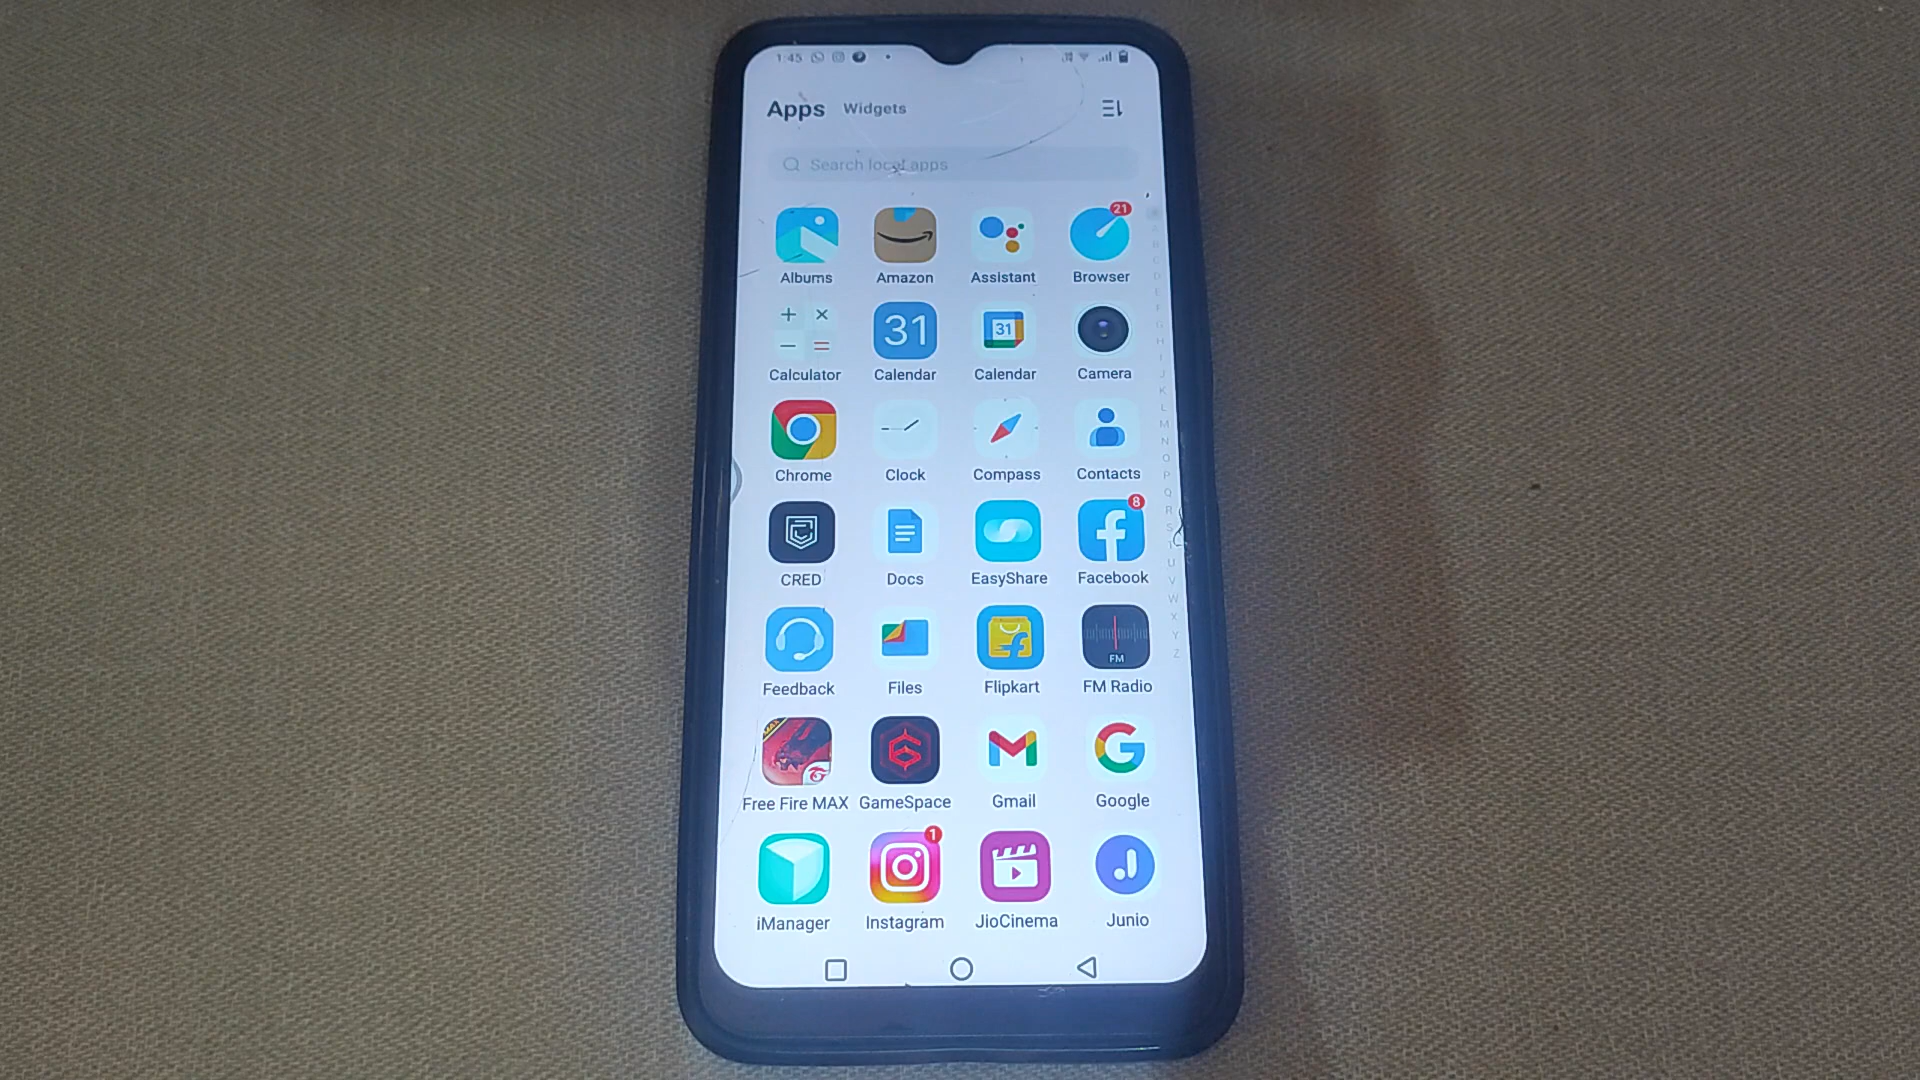 1:45
Apps Widgets
Search local apps
21
Albums Amazon Assistant Browser
31 31
Calculator Calendar Calendar Camera
Chrome Clock Compass Contacts
8
CRED Docs EasyShare Facebook
FM
Feedback Files Flipkart FM Radio
MAX
Free Fire MAX GameSpace Gmail Google
1
iManager Instagram JioCinema Junio
A
B
C
D
E
F
G
H
I
J
K
L
M
N
O
P
Q
R
S
T
U
V
W
X
Y
Z